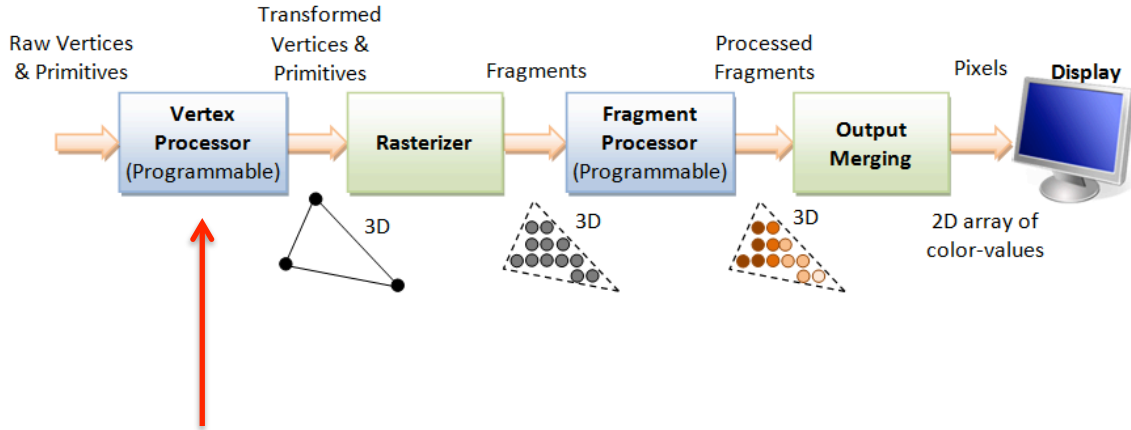 Raw Vertices
& Primitives
Vertex
Processor
(Programmable)
Transformed
Vertices &
Primitives
3D
Rasterizer
Fragments
3D
Fragment
Processor
(Programmable)
Processed
Fragments
3D
Output
Merging
Pixels
2D array of
color-values
Display